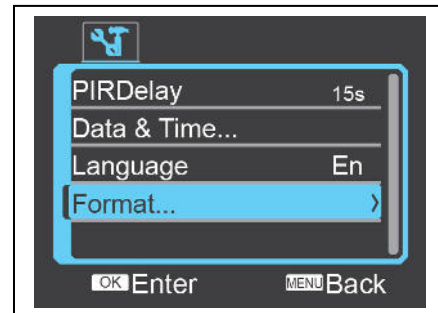 PIRDelay 15s
Data & Time...
Language En
Format... >
OK Enter MENU Back